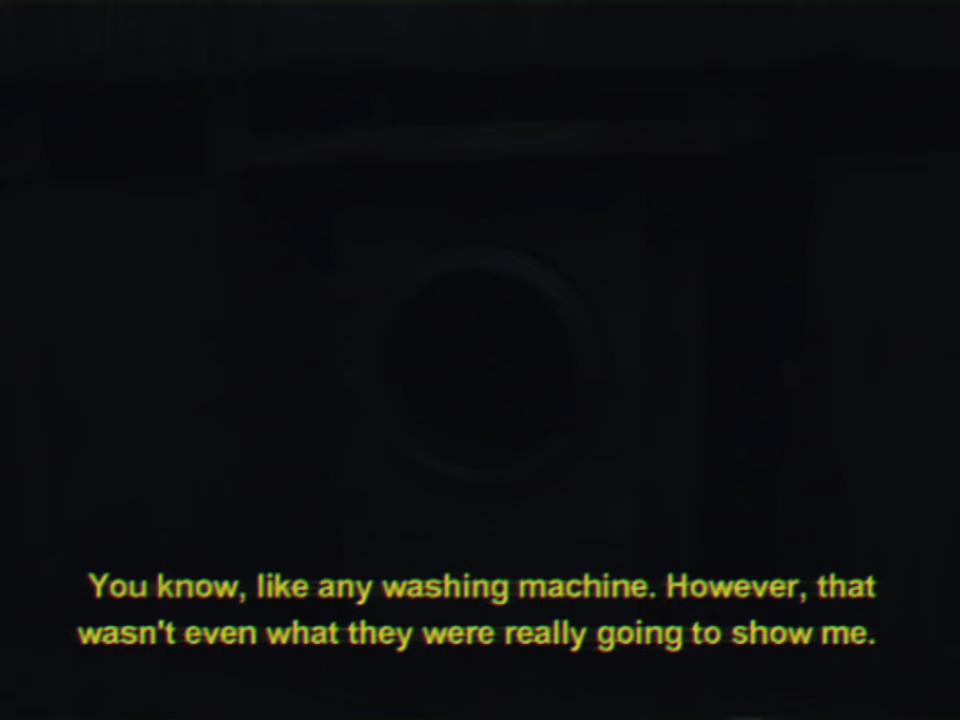 You know, like any washing machine. However, that
wasn't even what they were really going to show me.